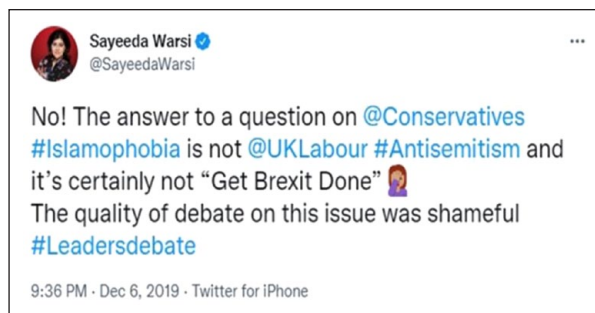 Sayeeda Warsi
@SayeedaWarsi
No! The answer to a question on @Conservatives
#Islamophobia is not @UKLabour #Antisemitism and
it's certainly not “Get Brexit Done”
The quality of debate on this issue was shameful
#Leadersdebate
9:36 PM · Dec 6, 2019 · Twitter for iPhone